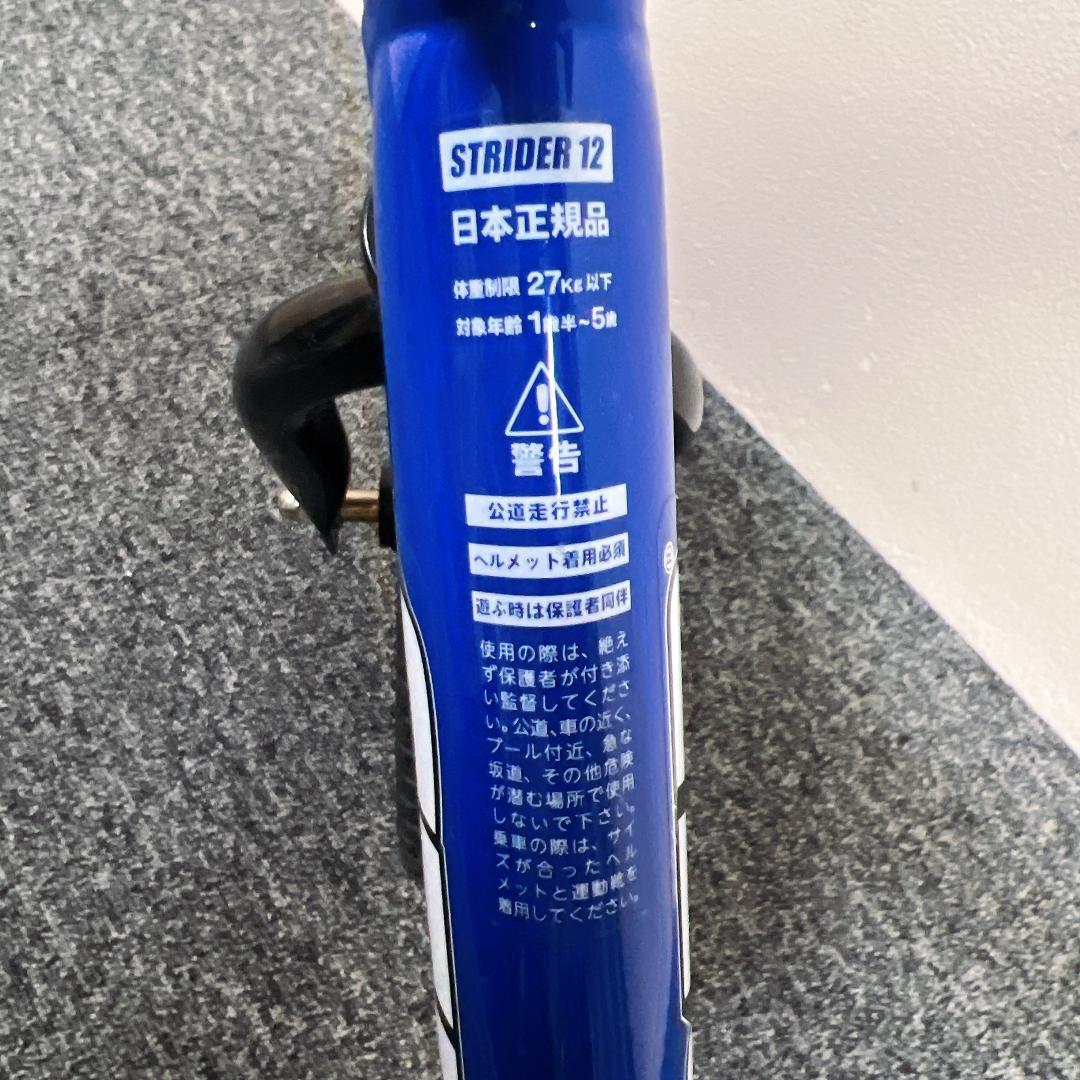 STRIDER 12
日本正規品
体重制限 27Kg 以下
対象年齢 1歳半~5歳
警告
公道走行禁止
ヘルメット着用必須
遊ぶ時は保護者同伴
使用の際は、絶え
ず保護者が付き添
い監督してくださ
い。公道、車の近く、
プール付近、急な
坂道、その他危険
が潜む場所で使用
しないで下さい。
乗車の際は、サイ
ズが合ったヘル
メットと運動靴を
着用してください。